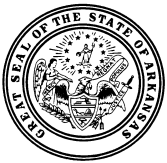 GREAT SEAL OF THE STATE OF ARKANSAS